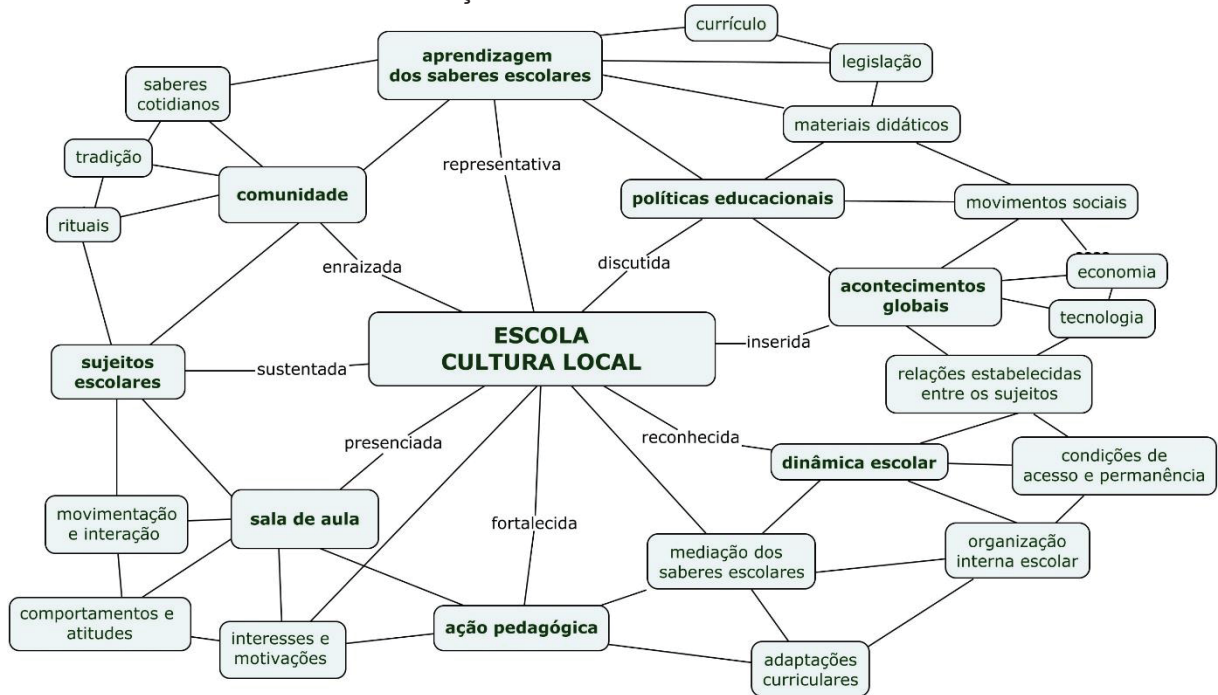 currículo
aprendizagem
dos saberes escolares
legislação
saberes
cotidianos
materiais didáticos
tradição
representativa
comunidade
políticas educacionais
movimentos sociais
rituais
enraizada
discutida
economia
acontecimentos
globais
tecnologia
ESCOLA
CULTURA LOCAL
inserida
sujeitos
escolares
sustentada
relações estabelecidas
entre os sujeitos
presenciada
reconhecida
dinâmica escolar
condições de
acesso e permanência
movimentação
e interação
sala de aula
fortalecida
mediação dos
saberes escolares
organização
interna escolar
comportamentos e
atitudes
interesses e
motivações
ação pedagógica
adaptações
curriculares